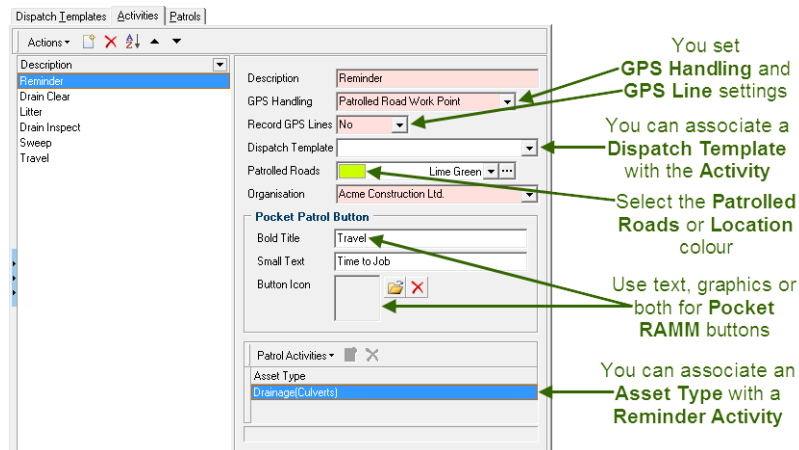 Dispatch Templates Activities Patrols
Actions
Description
Reminder
Drain Clear
Litter
Drain Inspect
Sweep
Travel
Description Reminder
GPS Handling Patrolled Road Work Point
Record GPS Lines No
Dispatch Template
Patrolled Roads Lime Green
Organisation Acme Construction Ltd.
Pocket Patrol Button
Bold Title Travel
Small Text Time to Job
Button Icon
Patrol Activities
Asset Type
Drainage(Culverts)
You set
GPS Handling and
GPS Line settings
You can associate a
Dispatch Template
with the Activity
Select the Patrolled
Roads or Location
colour
Use text, graphics or
both for Pocket
RAMM buttons
You can associate an
Asset Type with a
Reminder Activity